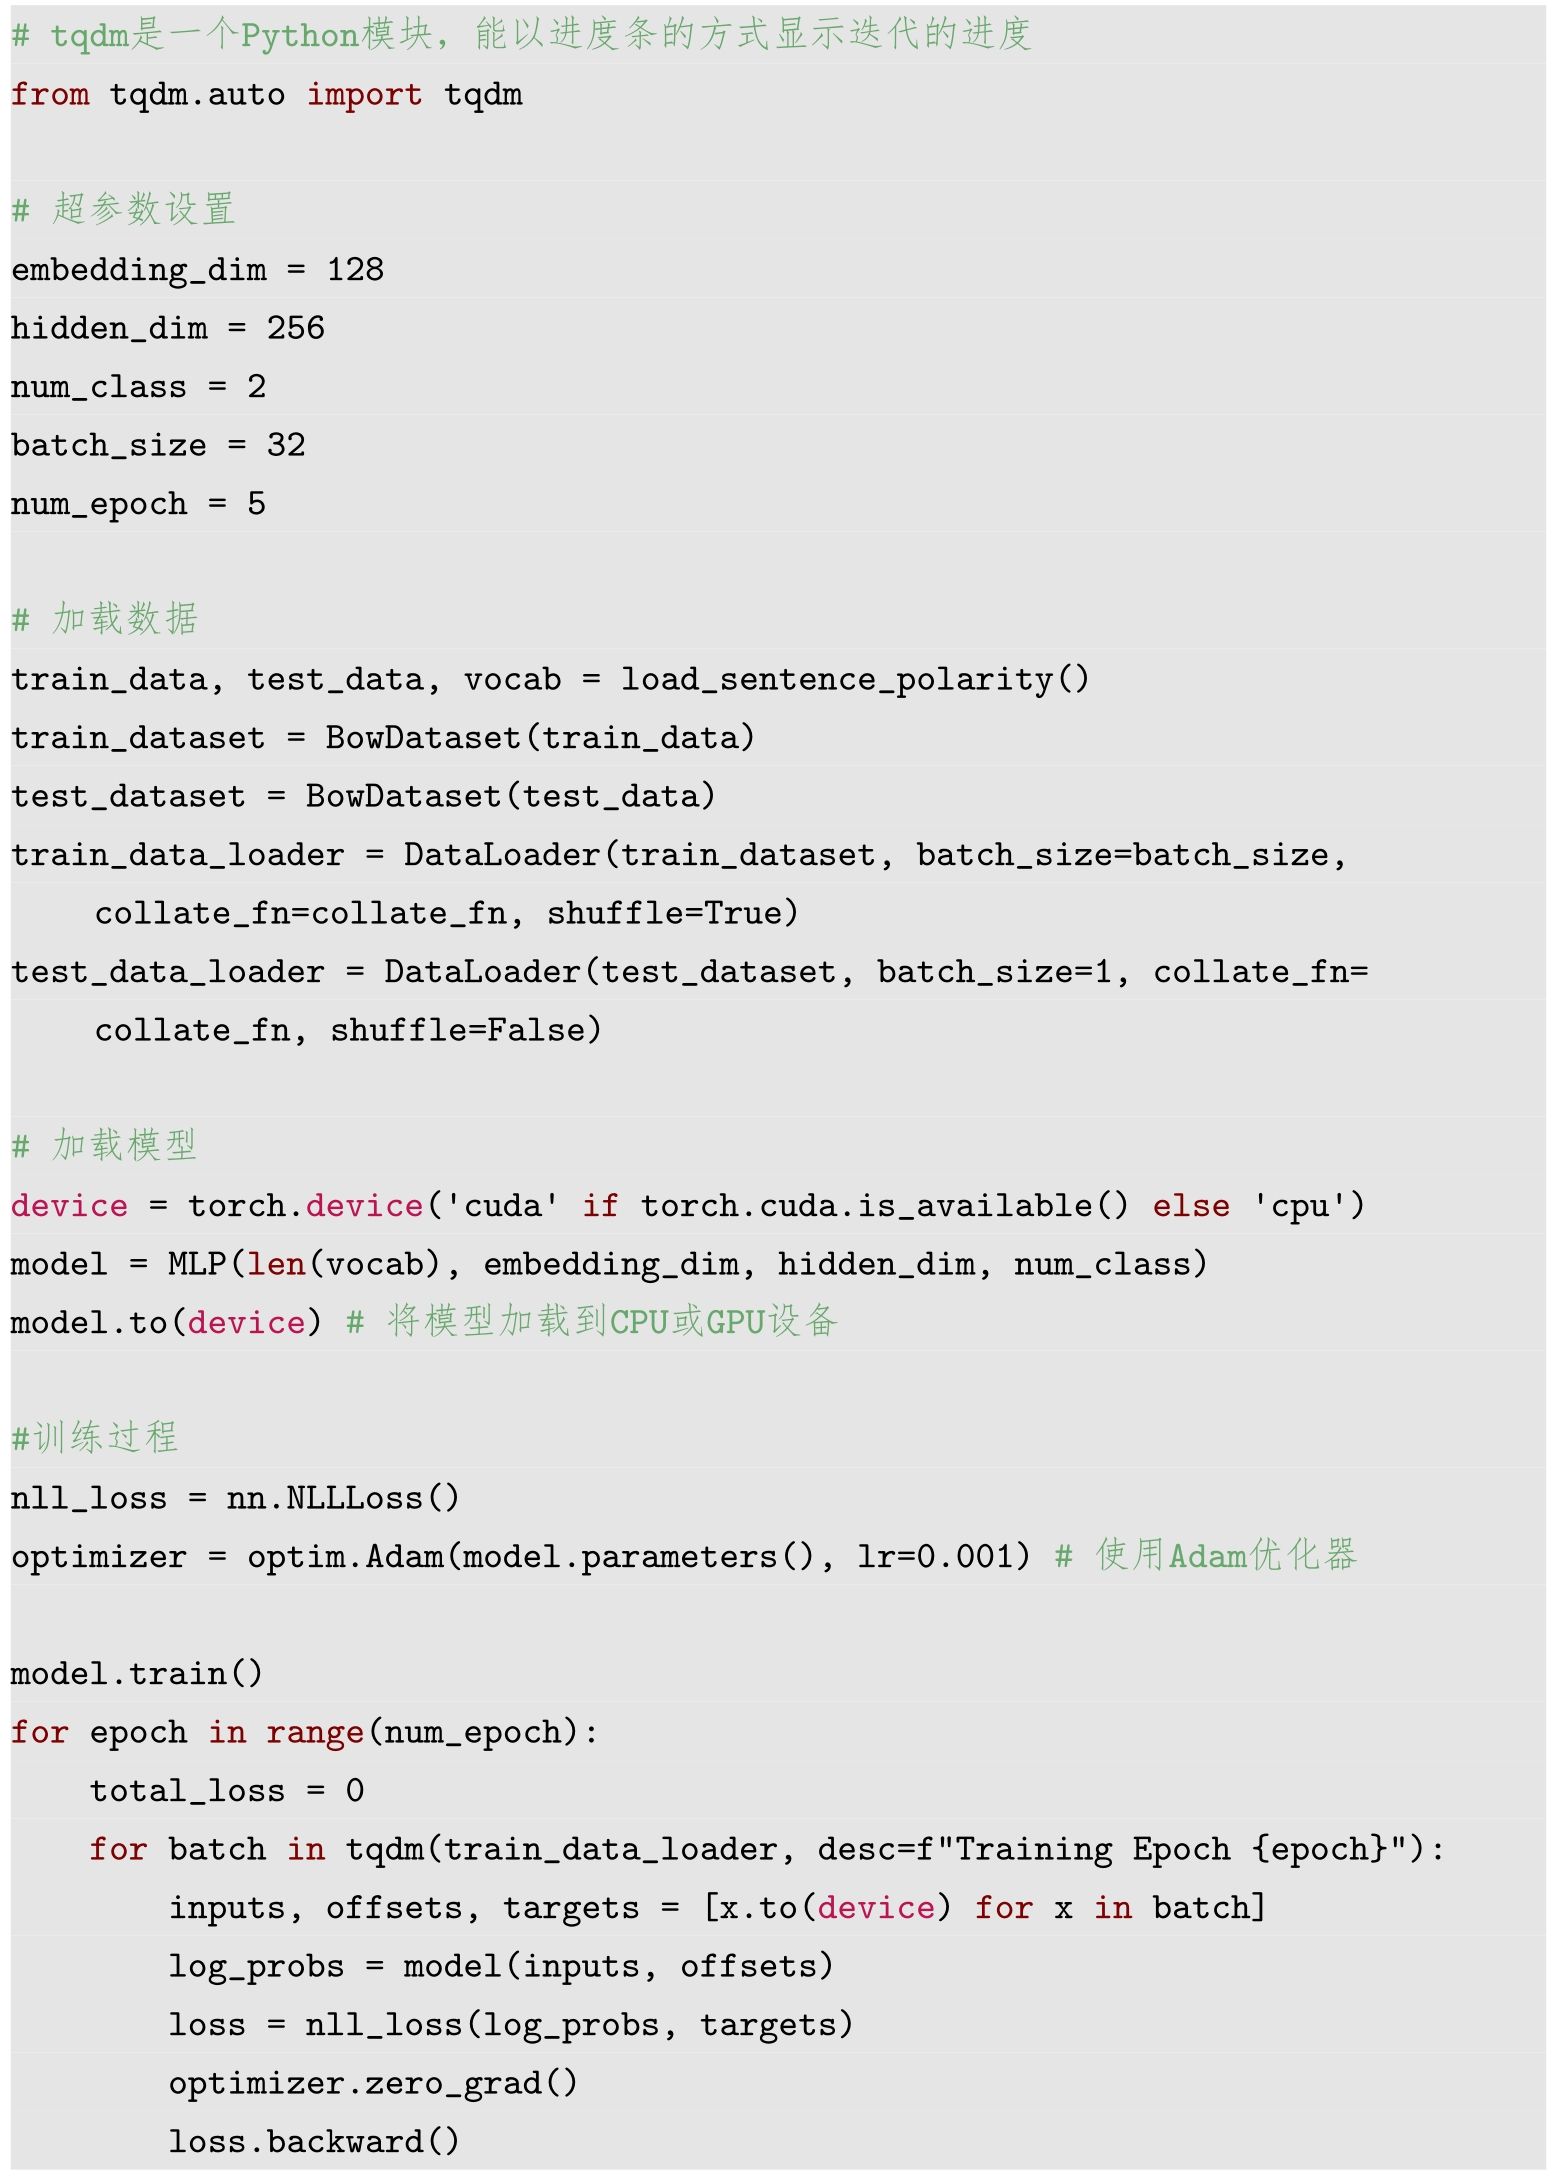 # tqdm是一个Python模块，能以进度条的方式显示迭代的进度
from tqdm.auto import tqdm
# 超参数设置
embedding_dim = 128
hidden_dim = 256
num_class = 2
batch_size = 32
num_epoch = 5
# 加载数据
train_data, test_data, vocab = load_sentence_polarity()
train_dataset = BowDataset(train_data)
test_dataset = BowDataset(test_data)
train_data_loader = DataLoader(train_dataset, batch_size=batch_size,
    collate_fn=collate_fn, shuffle=True)
test_data_loader = DataLoader(test_dataset, batch_size=1, collate_fn=
    collate_fn, shuffle=False)
# 加载模型
device = torch.device('cuda' if torch.cuda.is_available() else 'cpu')
model = MLP(len(vocab), embedding_dim, hidden_dim, num_class)
model.to(device) # 将模型加载到CPU或GPU设备
#训练过程
nll_loss = nn.NLLLoss()
optimizer = optim.Adam(model.parameters(), lr=0.001) # 使用Adam优化器
model.train()
for epoch in range(num_epoch):
    total_loss = 0
    for batch in tqdm(train_data_loader, desc=f"Training Epoch {epoch}"):
        inputs, offsets, targets = [x.to(device) for x in batch]
        log_probs = model(inputs, offsets)
        loss = nll_loss(log_probs, targets)
        optimizer.zero_grad()
        loss.backward()